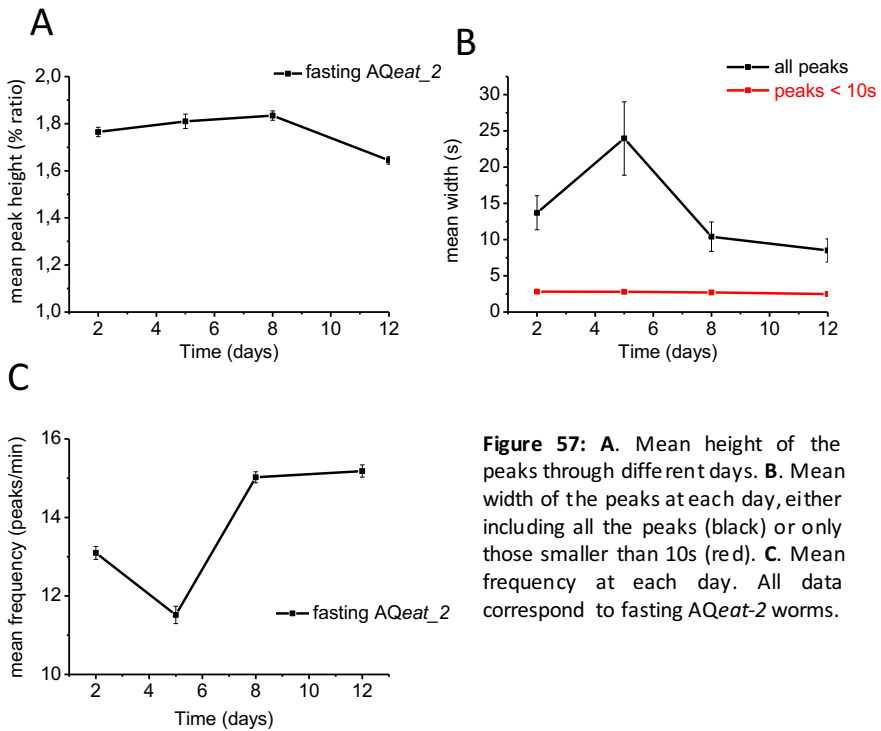 A
fasting AQeat_2
2,0
1,8
1,6
1,4
1,2
1,0
mean peak height (% ratio)
2 4 6 8 10 12
Time (days)
B
all peaks
peaks < 10s
30
25
20
15
10
5
0
mean width (s)
2 4 6 8 10 12
Time (days)
C
16
14
12
10
mean frequency (peaks/min)
fasting AQeat_2
2 4 6 8 10 12
Time (days)
Figure 57: A. Mean height of the
peaks through different days. B. Mean
width of the peaks at each day, either
including all the peaks (black) or only
those smaller than 10s (red). C. Mean
frequency at each day. All data
correspond to fasting AQeat-2 worms.